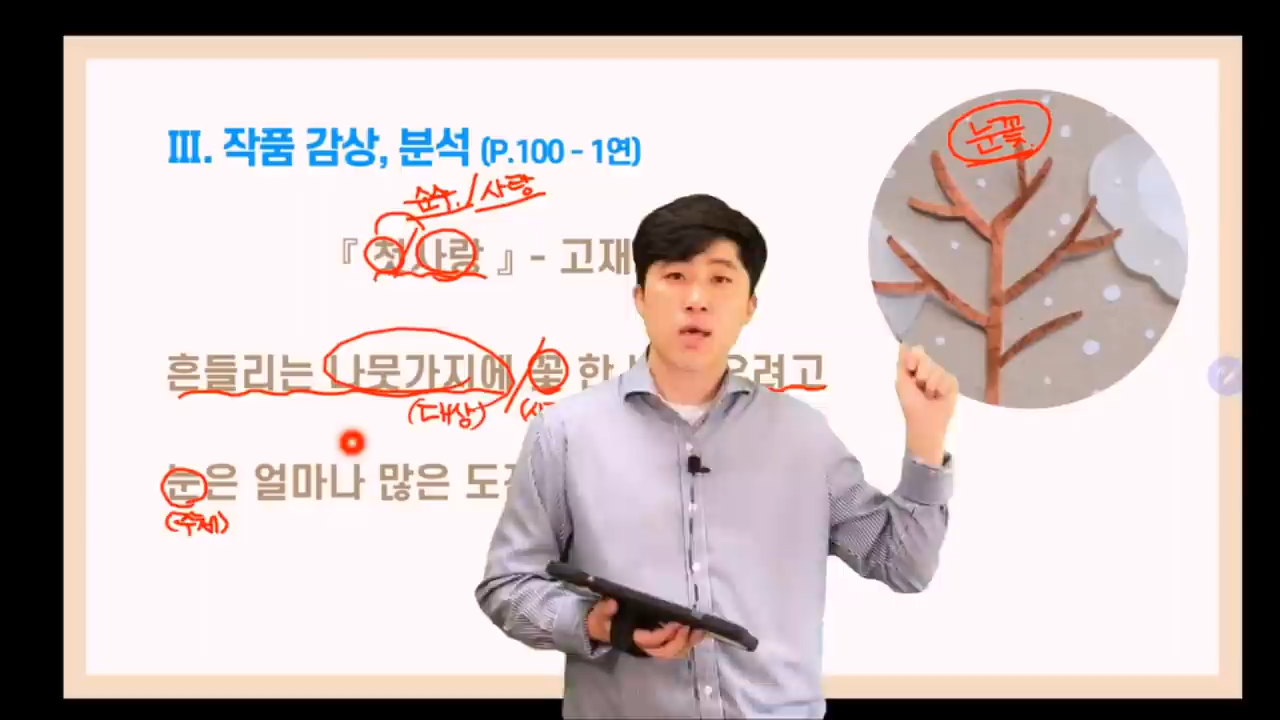 Ⅲ. 작품 감상, 분석 (P.100 - 1연)
눈꽃
순수 / 사랑
『 첫사랑 』 - 고재
흔들리는 나뭇가지에 / 꽃 한 려고
(대상)
눈은 얼마나 많은
(주체)